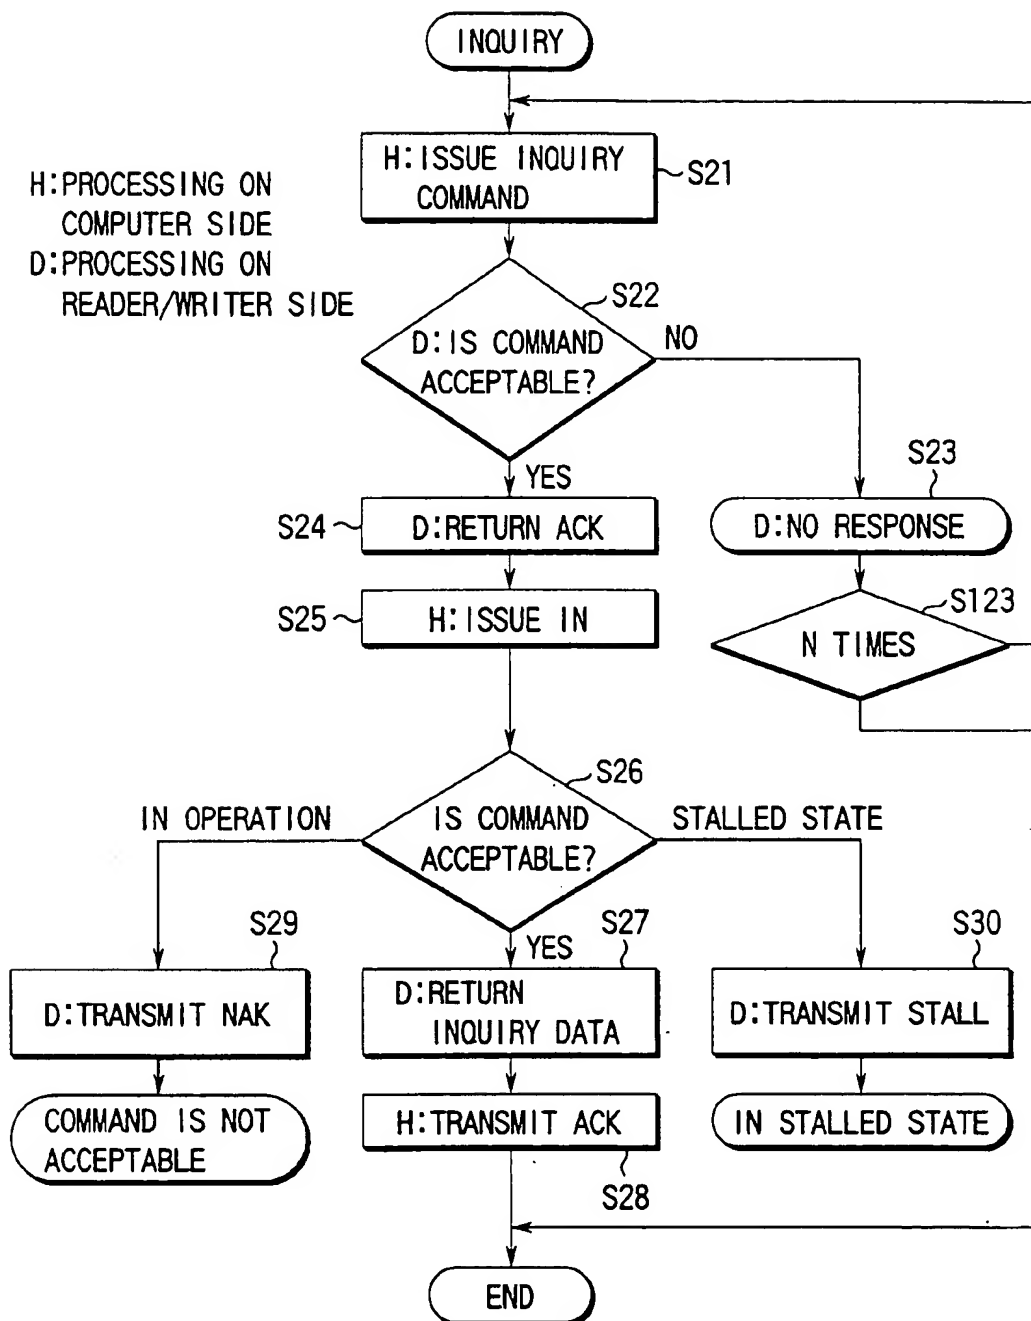 INQUIRY
H:ISSUE INQUIRY
COMMAND
S21
H:PROCESSING ON
COMPUTER SIDE
D:PROCESSING ON
READER/WRITER SIDE
S22
D:IS COMMAND
ACCEPTABLE?
NO
YES
S23
S24
D:RETURN ACK
D:NO RESPONSE
S25
H:ISSUE IN
S123
N TIMES
S26
IN OPERATION
IS COMMAND
ACCEPTABLE?
STALLED STATE
S29
YES
S27
S30
D:TRANSMIT NAK
D:RETURN
INQUIRY DATA
D:TRANSMIT STALL
COMMAND IS NOT
ACCEPTABLE
H:TRANSMIT ACK
IN STALLED STATE
S28
END